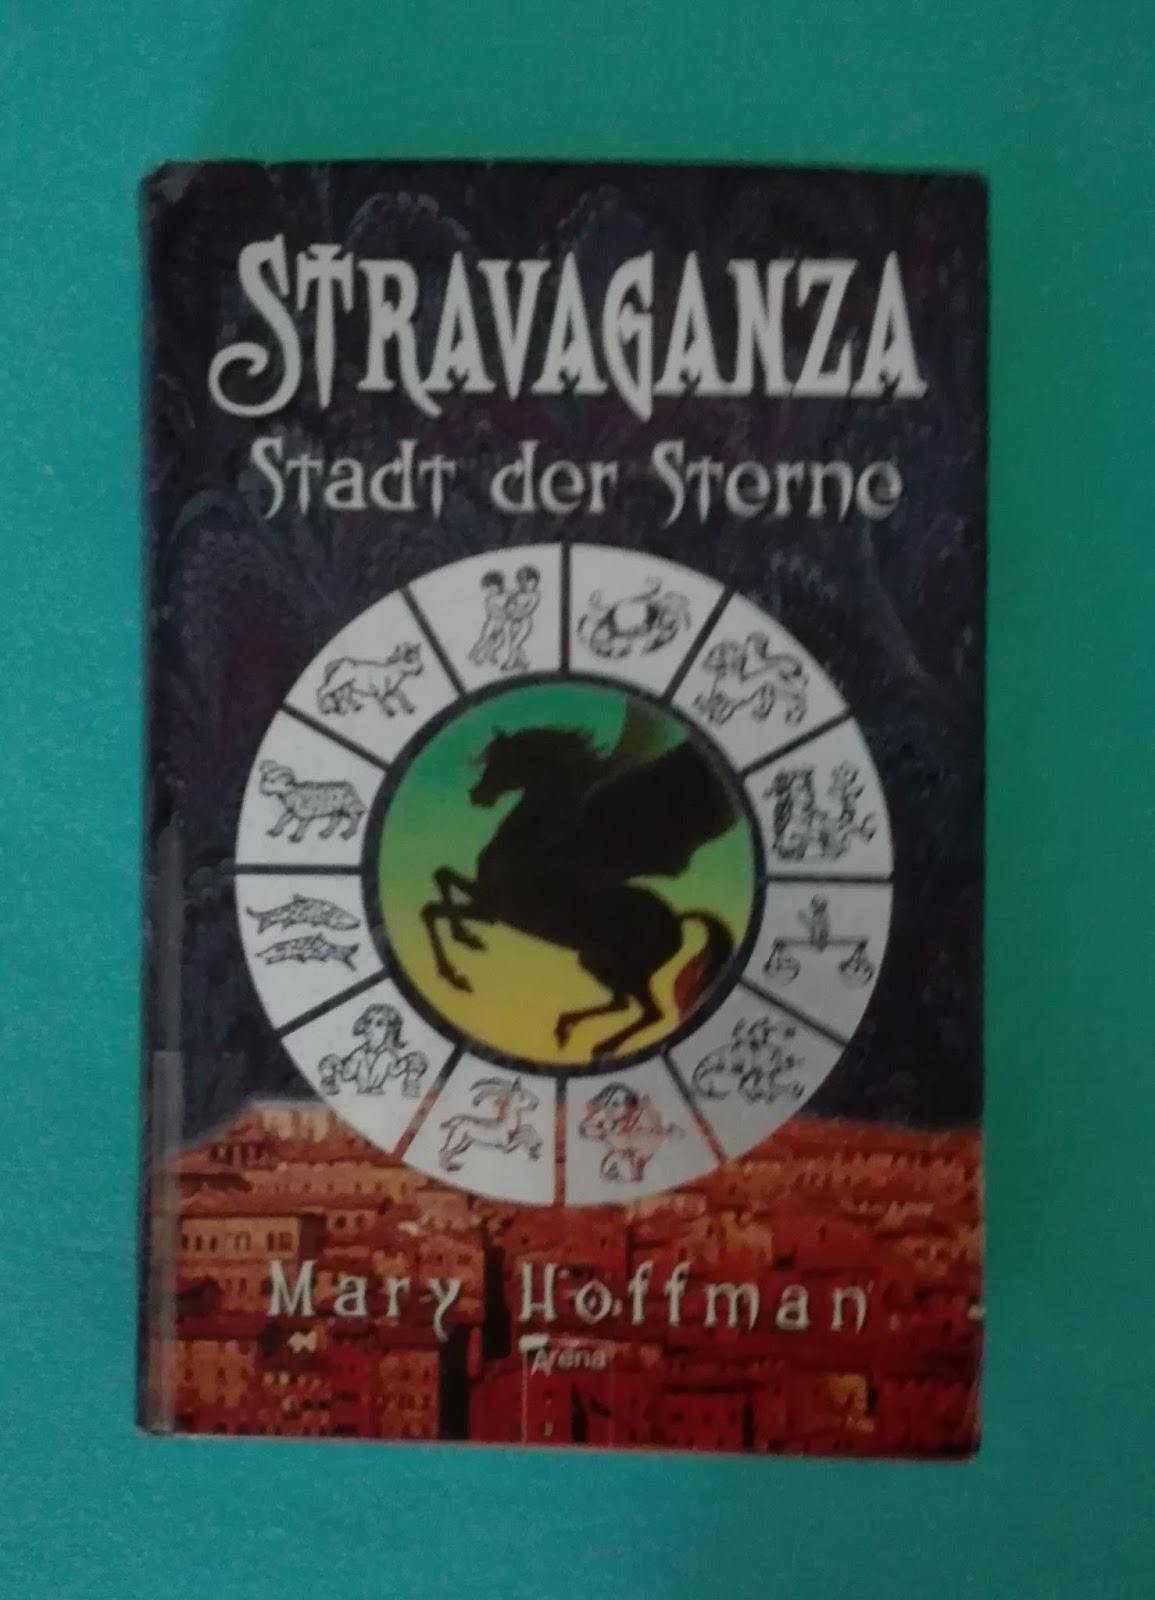 STRAVAGANZA
Stadt der Sterne
Mary Hoffman
Arena